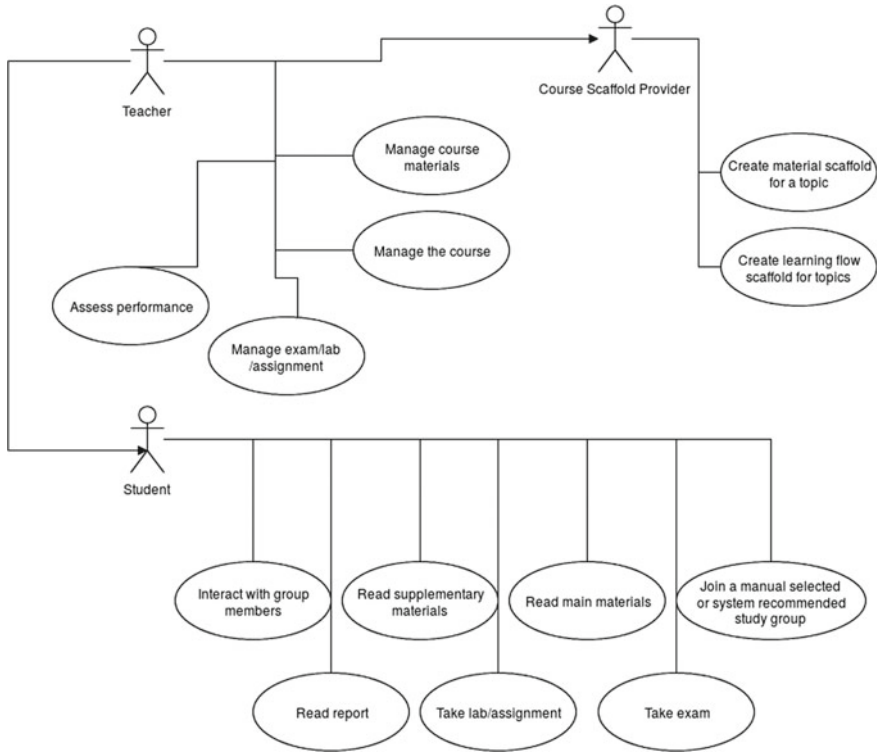 Teacher
Course Scaffold Provider
Manage course
materials
Create material scaffold
for a topic
Manage the course
Create learning flow
scaffold for topics
Assess performance
Manage exam/lab
/assignment
Student
Interact with group
members
Read supplementary
materials
Read main materials
Join a manual selected
or system recommended
study group
Read report
Take lab/assignment
Take exam